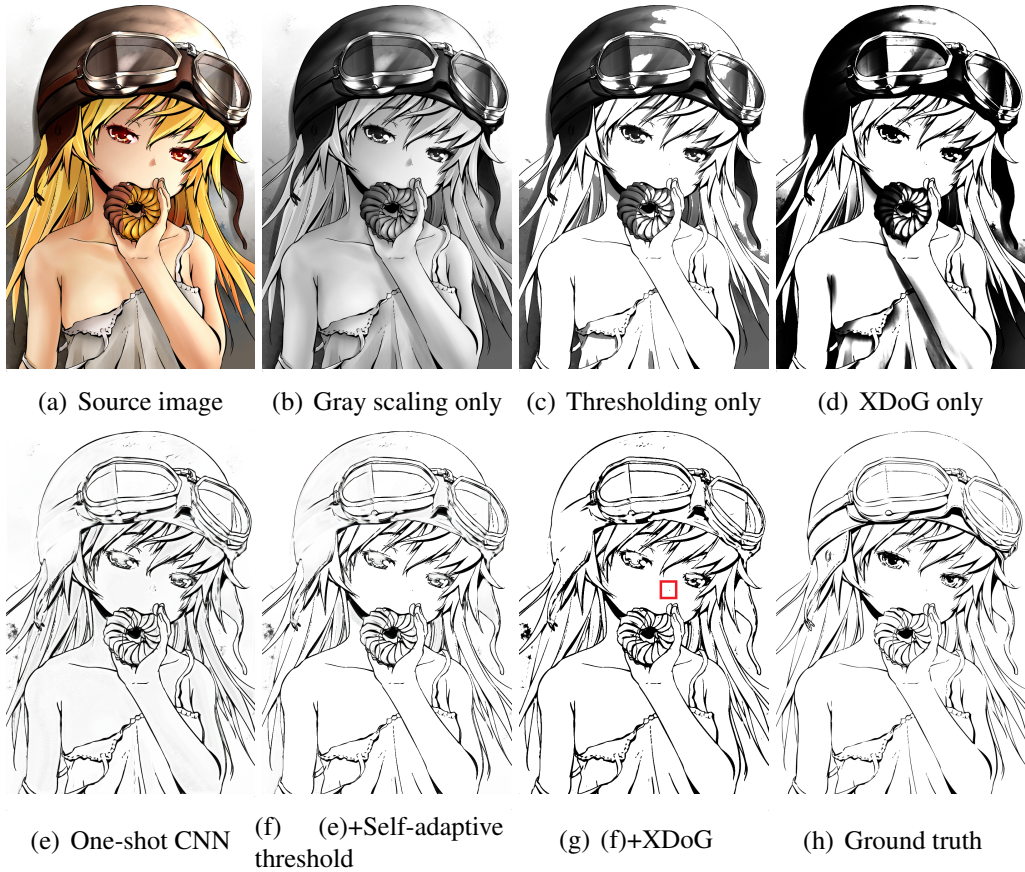 (a) Source image
(b) Gray scaling only
(c) Thresholding only
(d) XDoG only
(e) One-shot CNN
(f) (e)+Self-adaptive
threshold
(g) (f)+XDoG
(h) Ground truth